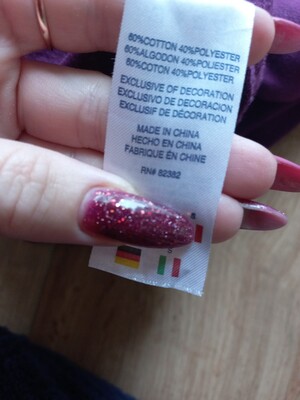 60%COTTON 40%POLYESTER
60%ALGODON 40%POLIESTER
60%COTON 40%POLYESTER
EXCLUSIVE OF DECORATION
EXCLUSIVO DE DECORACION
EXCLUSIF DE DÉCORATION
MADE IN CHINA
HECHO EN CHINA
FABRIQUE EN CHINE
RN# 82382